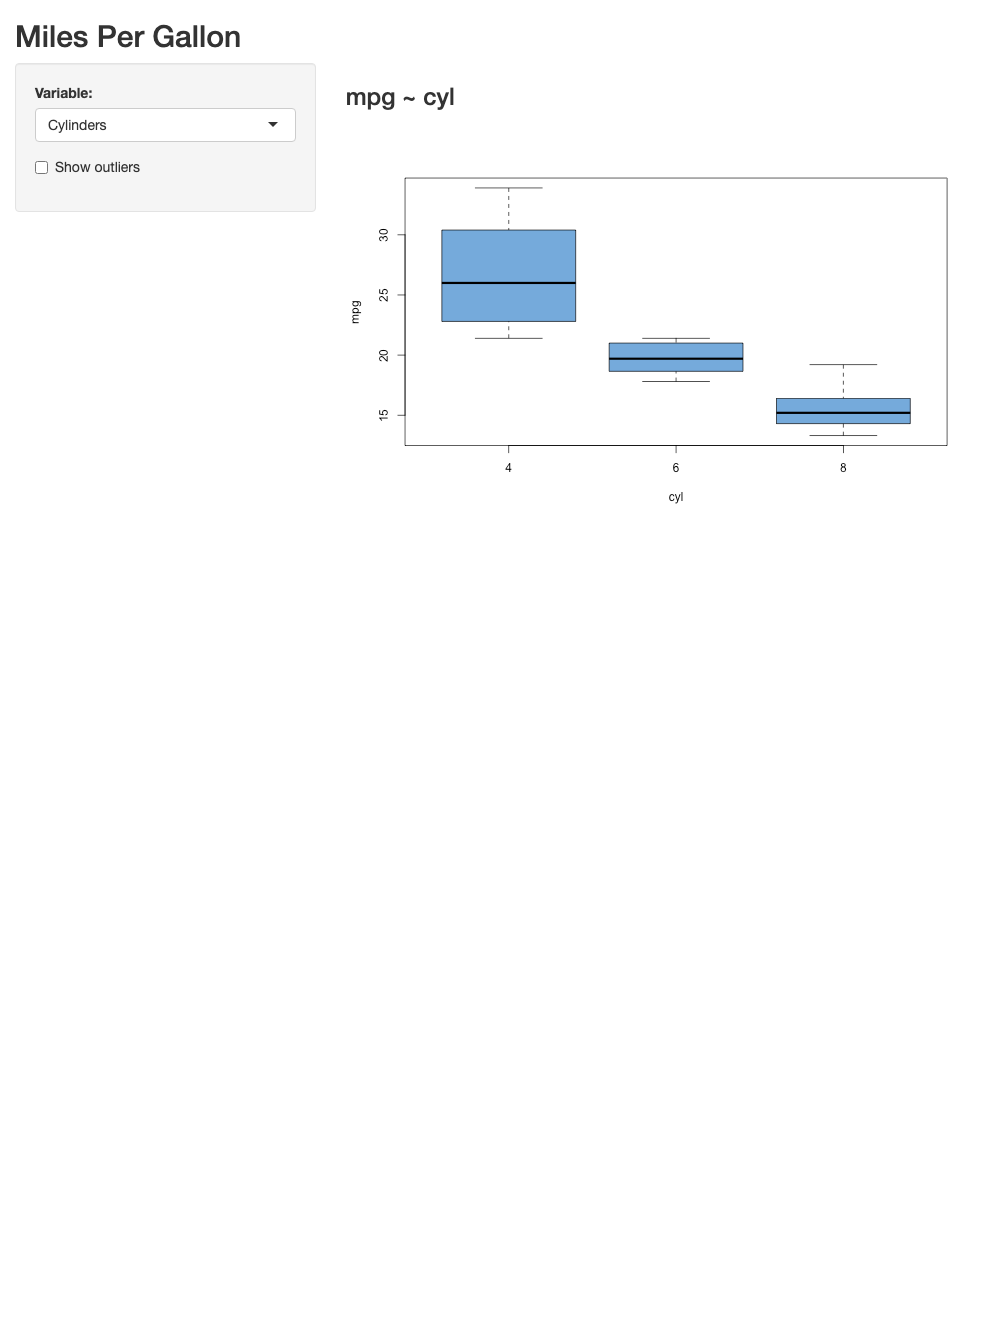 Miles Per Gallon
Variable:
Cylinders
Show outliers
mpg ~ cyl
30
25
20
15
mpg
4 6 8
cyl